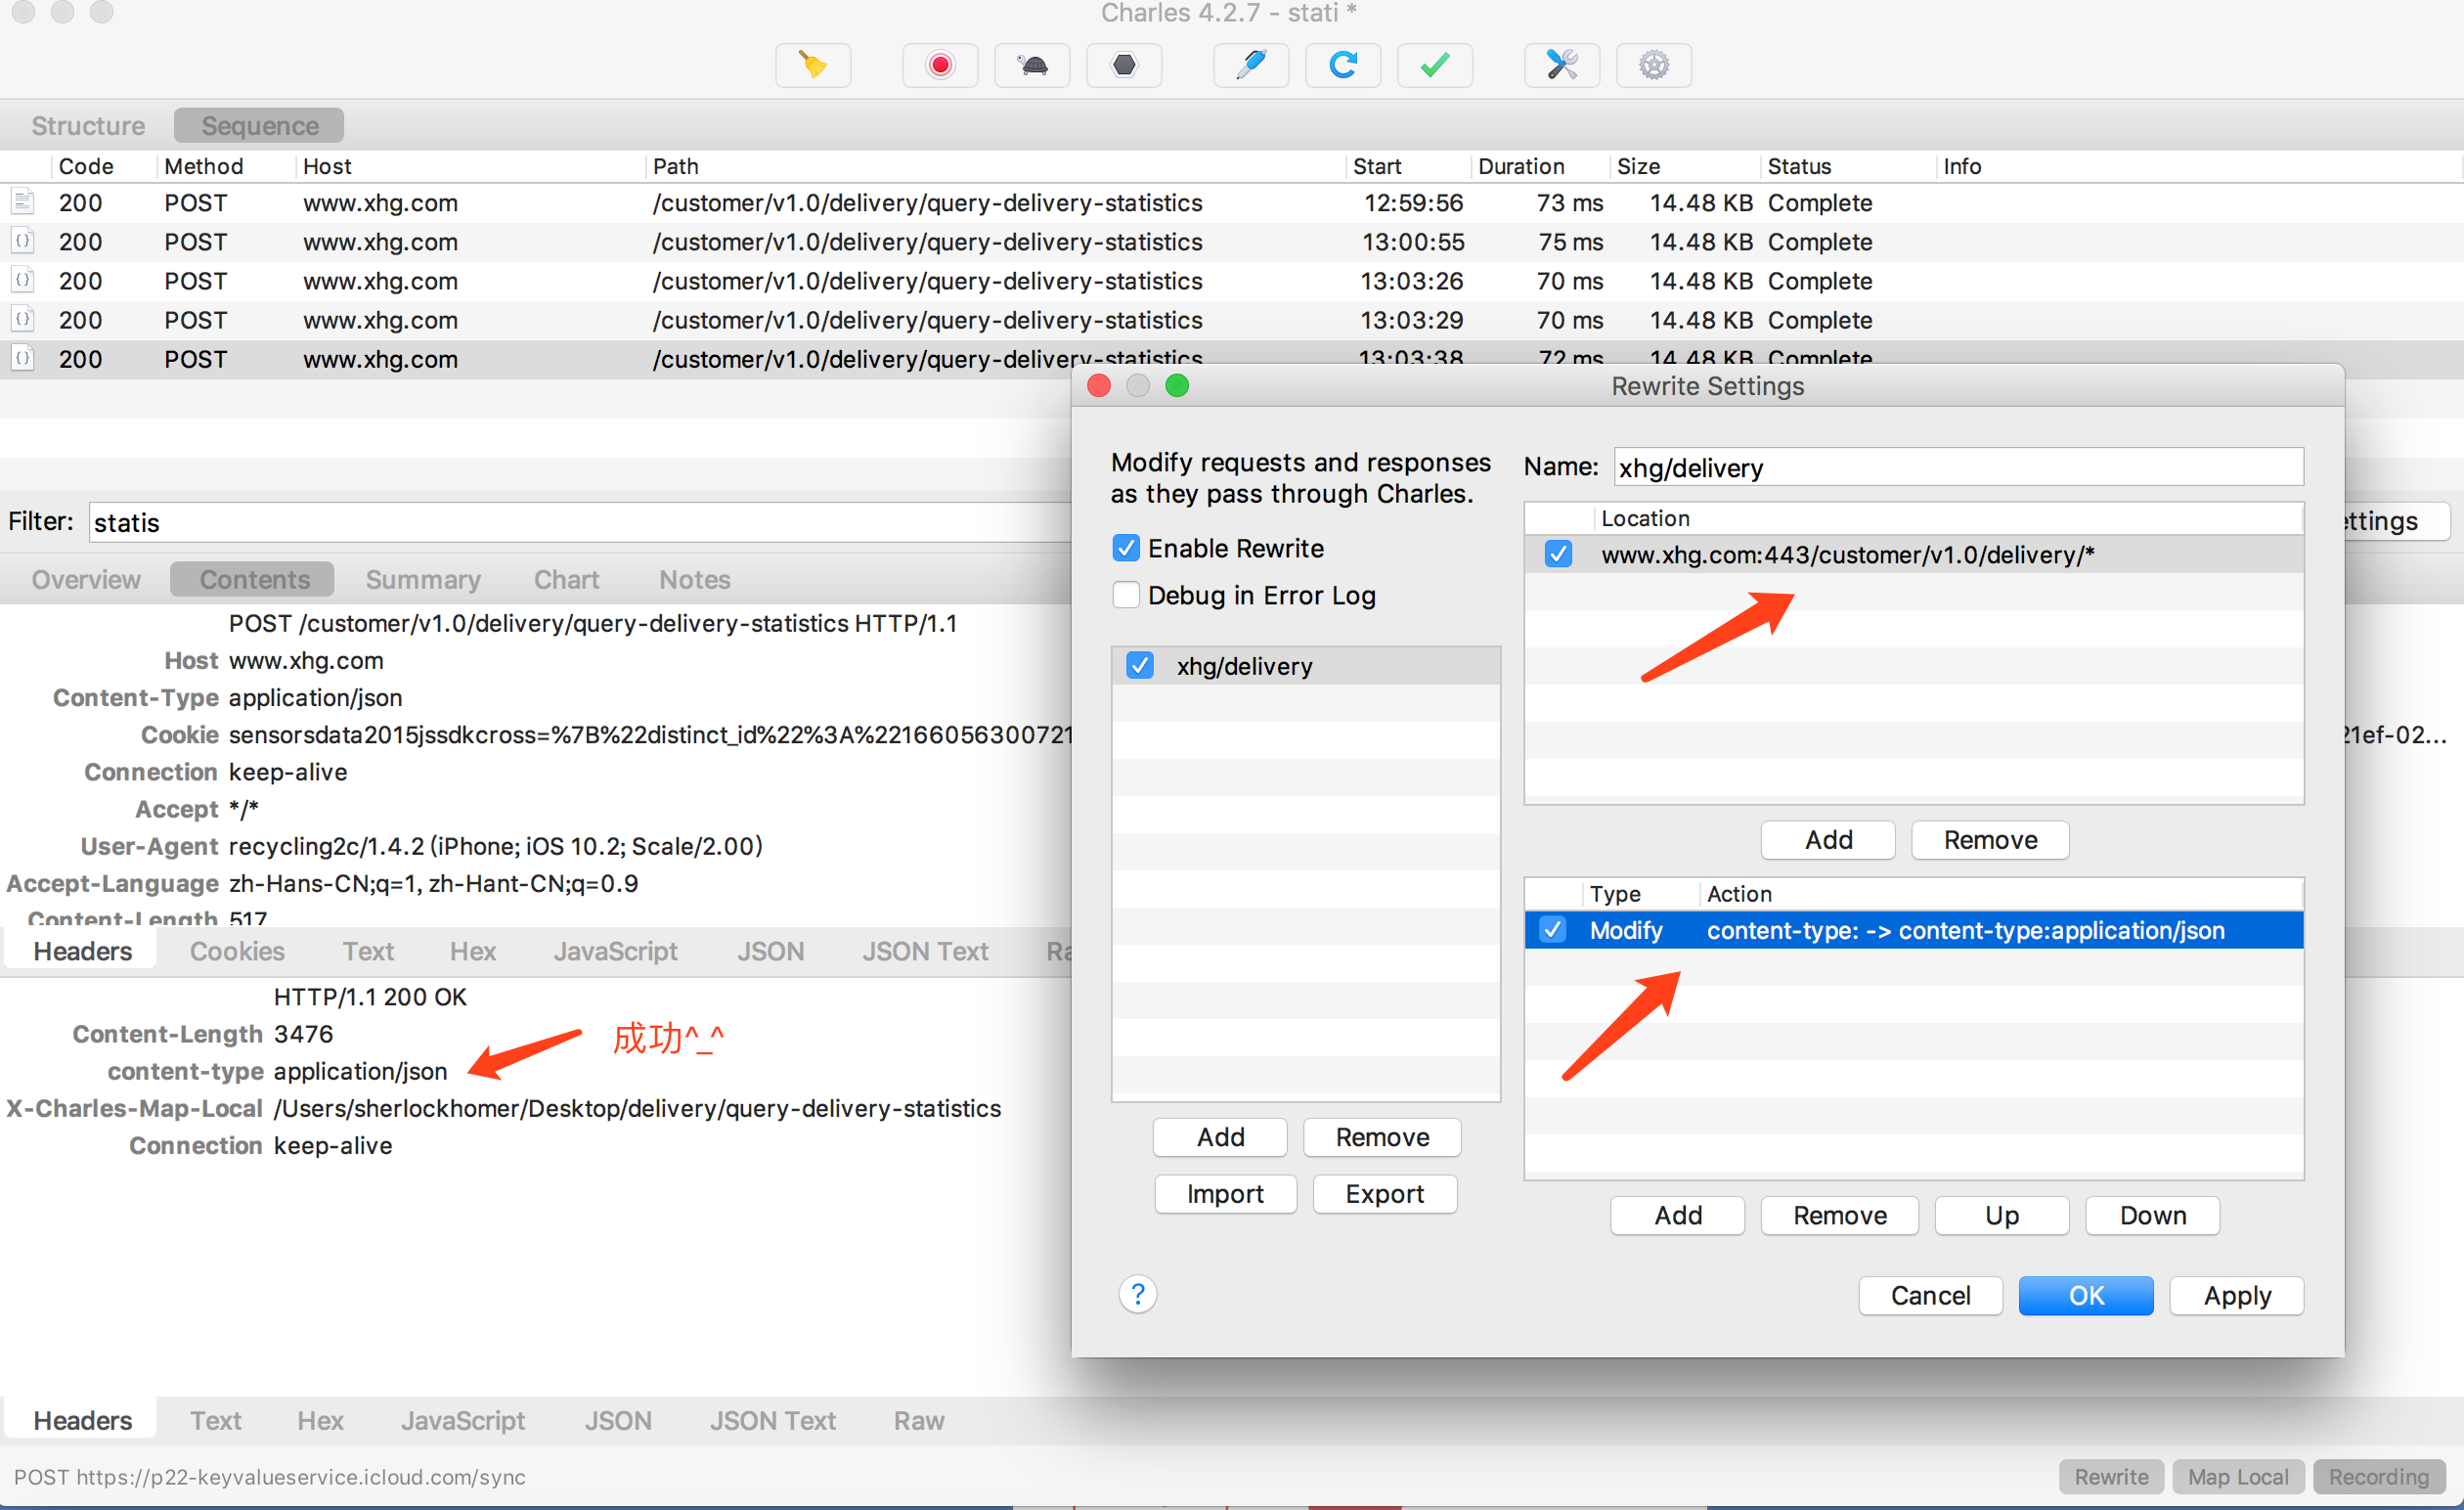 Charles 4.2.7 - stati *
Structure Sequence
Code Method Host Path Start Duration Size Status Info
200 POST www.xhg.com /customer/v1.0/delivery/query-delivery-statistics 12:59:56 73 ms 14.48 KB Complete
200 POST www.xhg.com /customer/v1.0/delivery/query-delivery-statistics 13:00:55 75 ms 14.48 KB Complete
200 POST www.xhg.com /customer/v1.0/delivery/query-delivery-statistics 13:03:26 70 ms 14.48 KB Complete
200 POST www.xhg.com /customer/v1.0/delivery/query-delivery-statistics 13:03:29 70 ms 14.48 KB Complete
200 POST www.xhg.com /customer/v1.0/delivery/query-delivery-statistics 13:03:38 72 ms 14.48 KB Complete
Filter: statis
ettings
Overview Contents Summary Chart Notes
POST /customer/v1.0/delivery/query-delivery-statistics HTTP/1.1
Host www.xhg.com
Content-Type application/json
Cookie sensorsdata2015jssdkcross=%7B%22distinct_id%22%3A%22166056300721
21ef-02...
Connection keep-alive
Accept */*
User-Agent recycling2c/1.4.2 (iPhone; iOS 10.2; Scale/2.00)
Accept-Language zh-Hans-CN;q=1, zh-Hant-CN;q=0.9
Content-Length 517
Headers Cookies Text Hex JavaScript JSON JSON Text Ra
HTTP/1.1 200 OK
Content-Length 3476
成功^_^
content-type application/json
X-Charles-Map-Local /Users/sherlockhomer/Desktop/delivery/query-delivery-statistics
Connection keep-alive
Headers Text Hex JavaScript JSON JSON Text Raw
POST https://p22-keyvalueservice.icloud.com/sync
Rewrite Map Local Recording
Rewrite Settings
Modify requests and responses
as they pass through Charles.
Enable Rewrite
Debug in Error Log
xhg/delivery
Add Remove
Import Export
Name: xhg/delivery
Location
www.xhg.com:443/customer/v1.0/delivery/*
Add Remove
Type Action
Modify content-type: -> content-type:application/json
Add Remove Up Down
?
Cancel OK Apply